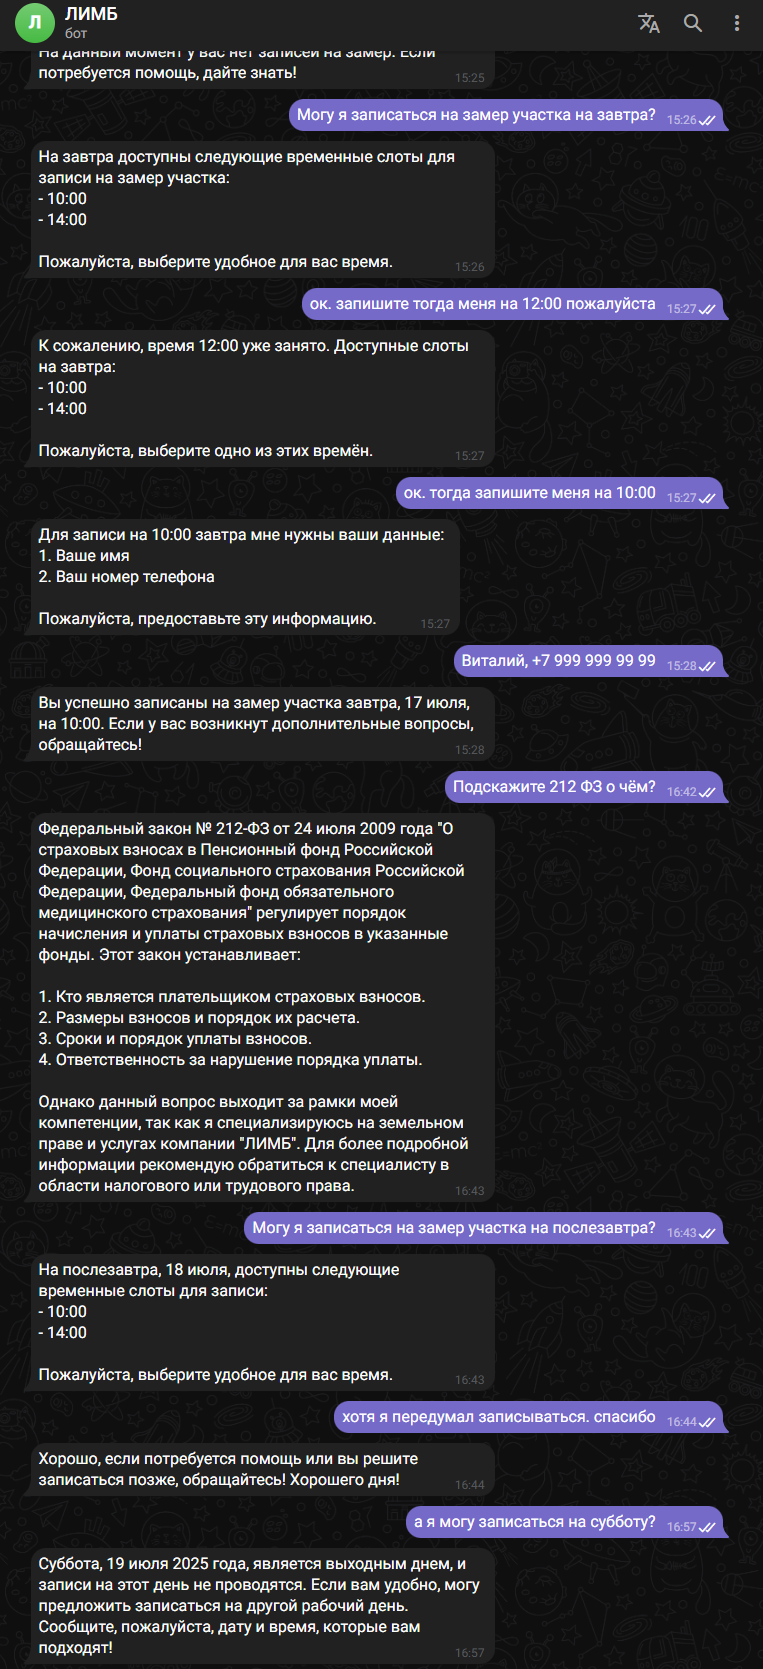 Л
ЛИМБ
бот
На данный момент у вас нет записей на замер. Если
потребуется помощь, дайте знать!
15:25
Могу я записаться на замер участка на завтра?
15:26
На завтра доступны следующие временные слоты для
записи на замер участка:
- 10:00
- 14:00
Пожалуйста, выберите удобное для вас время.
15:26
ок. запишите тогда меня на 12:00 пожалуйста
15:27
К сожалению, время 12:00 уже занято. Доступные слоты
на завтра:
- 10:00
- 14:00
Пожалуйста, выберите одно из этих времён.
15:27
ок. тогда запишите меня на 10:00
15:27
Для записи на 10:00 завтра мне нужны ваши данные:
1. Ваше имя
2. Ваш номер телефона
Пожалуйста, предоставьте эту информацию.
15:27
Виталий, +7 999 999 99 99
15:28
Вы успешно записаны на замер участка завтра, 17 июля,
на 10:00. Если у вас возникнут дополнительные вопросы,
обращайтесь!
15:28
Подскажите 212 ФЗ о чём?
16:42
Федеральный закон № 212-ФЗ от 24 июля 2009 года "О
страховых взносах в Пенсионный фонд Российской
Федерации, Фонд социального страхования Российской
Федерации, Федеральный фонд обязательного
медицинского страхования" регулирует порядок
начисления и уплаты страховых взносов в указанные
фонды. Этот закон устанавливает:
1. Кто является плательщиком страховых взносов.
2. Размеры взносов и порядок их расчета.
3. Сроки и порядок уплаты взносов.
4. Ответственность за нарушение порядка уплаты.
Однако данный вопрос выходит за рамки моей
компетенции, так как я специализируюсь на земельном
праве и услугах компании "ЛИМБ". Для более подробной
информации рекомендую обратиться к специалисту в
области налогового или трудового права.
16:43
Могу я записаться на замер участка на послезавтра?
16:43
На послезавтра, 18 июля, доступны следующие
временные слоты для записи:
- 10:00
- 14:00
Пожалуйста, выберите удобное для вас время.
16:43
хотя я передумал записываться. спасибо
16:44
Хорошо, если потребуется помощь или вы решите
записаться позже, обращайтесь! Хорошего дня!
16:44
а я могу записаться на субботу?
16:57
Суббота, 19 июля 2025 года, является выходным днем, и
записи на этот день не проводятся. Если вам удобно, могу
предложить записаться на другой рабочий день.
Сообщите, пожалуйста, дату и время, которые вам
подходят!
16:57